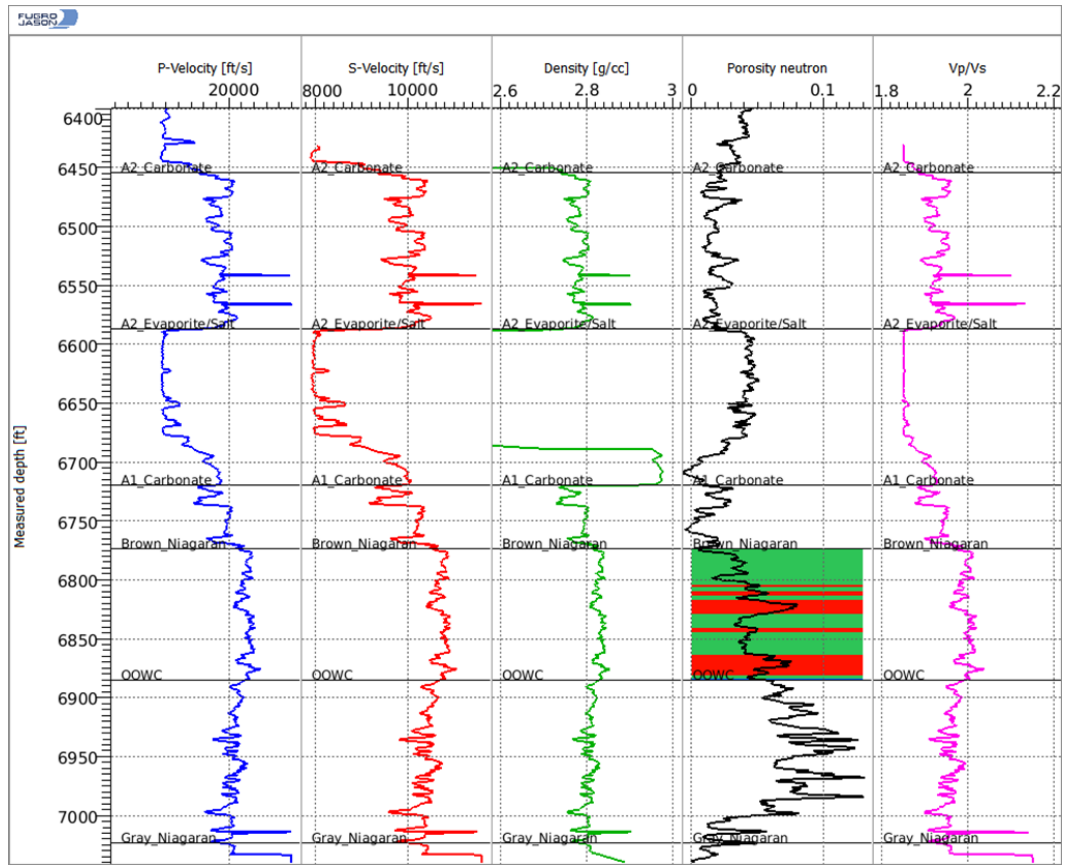 FUGRO
JASON
P-Velocity [ft/s] S-Velocity [ft/s] Density [g/cc] Porosity neutron Vp/Vs
20000 8000 10000 2.6 2.8 3 0 0.1 1.8 2 2.2
6400
A2_Carbonate A2_Carbonate A2_Carbonate A2_Carbonate A2_Carbonate
6450
6500
6550
A2_Evaporite/Salt A2_Evaporite/Salt A2_Evaporite/Salt A2_Evaporite/Salt A2_Evaporite/Salt
6600
6650
6700
A1_Carbonate A1_Carbonate A1_Carbonate A1_Carbonate A1_Carbonate
6750
Measured depth [ft]
Brown_Niagaran Brown_Niagaran Brown_Niagaran Brown_Niagaran Brown_Niagaran
6800
6850
OOWC OOWC OOWC OOWC OOWC
6900
6950
7000
Gray_Niagaran Gray_Niagaran Gray_Niagaran Gray_Niagaran Gray_Niagaran